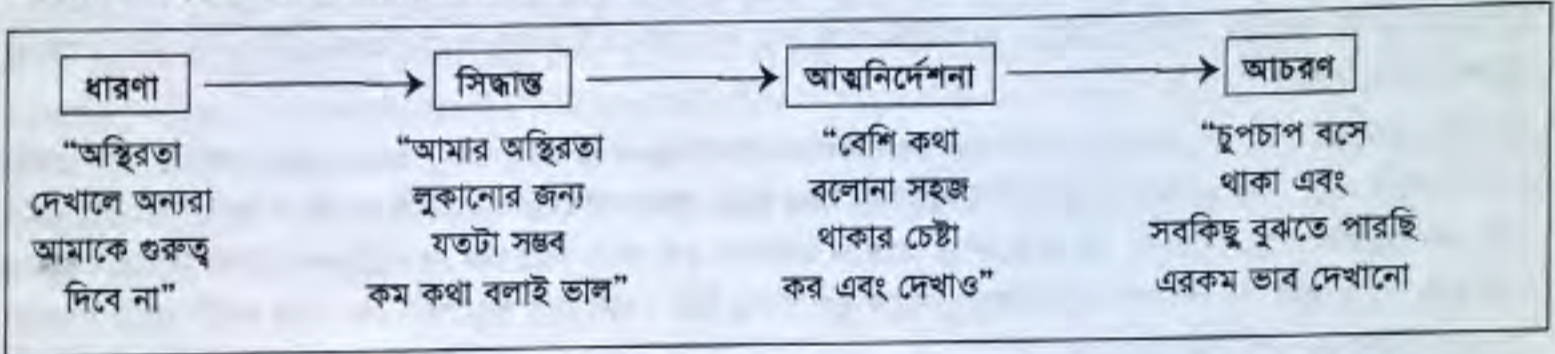 ধারণা
সিদ্ধান্ত
আত্মনির্দেশনা
আচরণ
“অস্থিরতা
দেখালে অন্যরা
আমাকে গুরুত্ব
দিবে না”
“আমার অস্থিরতা
লুকানোর জন্য
যতটা সম্ভব
কম কথা বলাই ভাল”
“বেশি কথা
বলোনা সহজ
থাকার চেষ্টা
কর এবং দেখাও”
“চুপচাপ বসে
থাকা এবং
সবকিছু বুঝতে পারছি
এরকম ভাব দেখানো